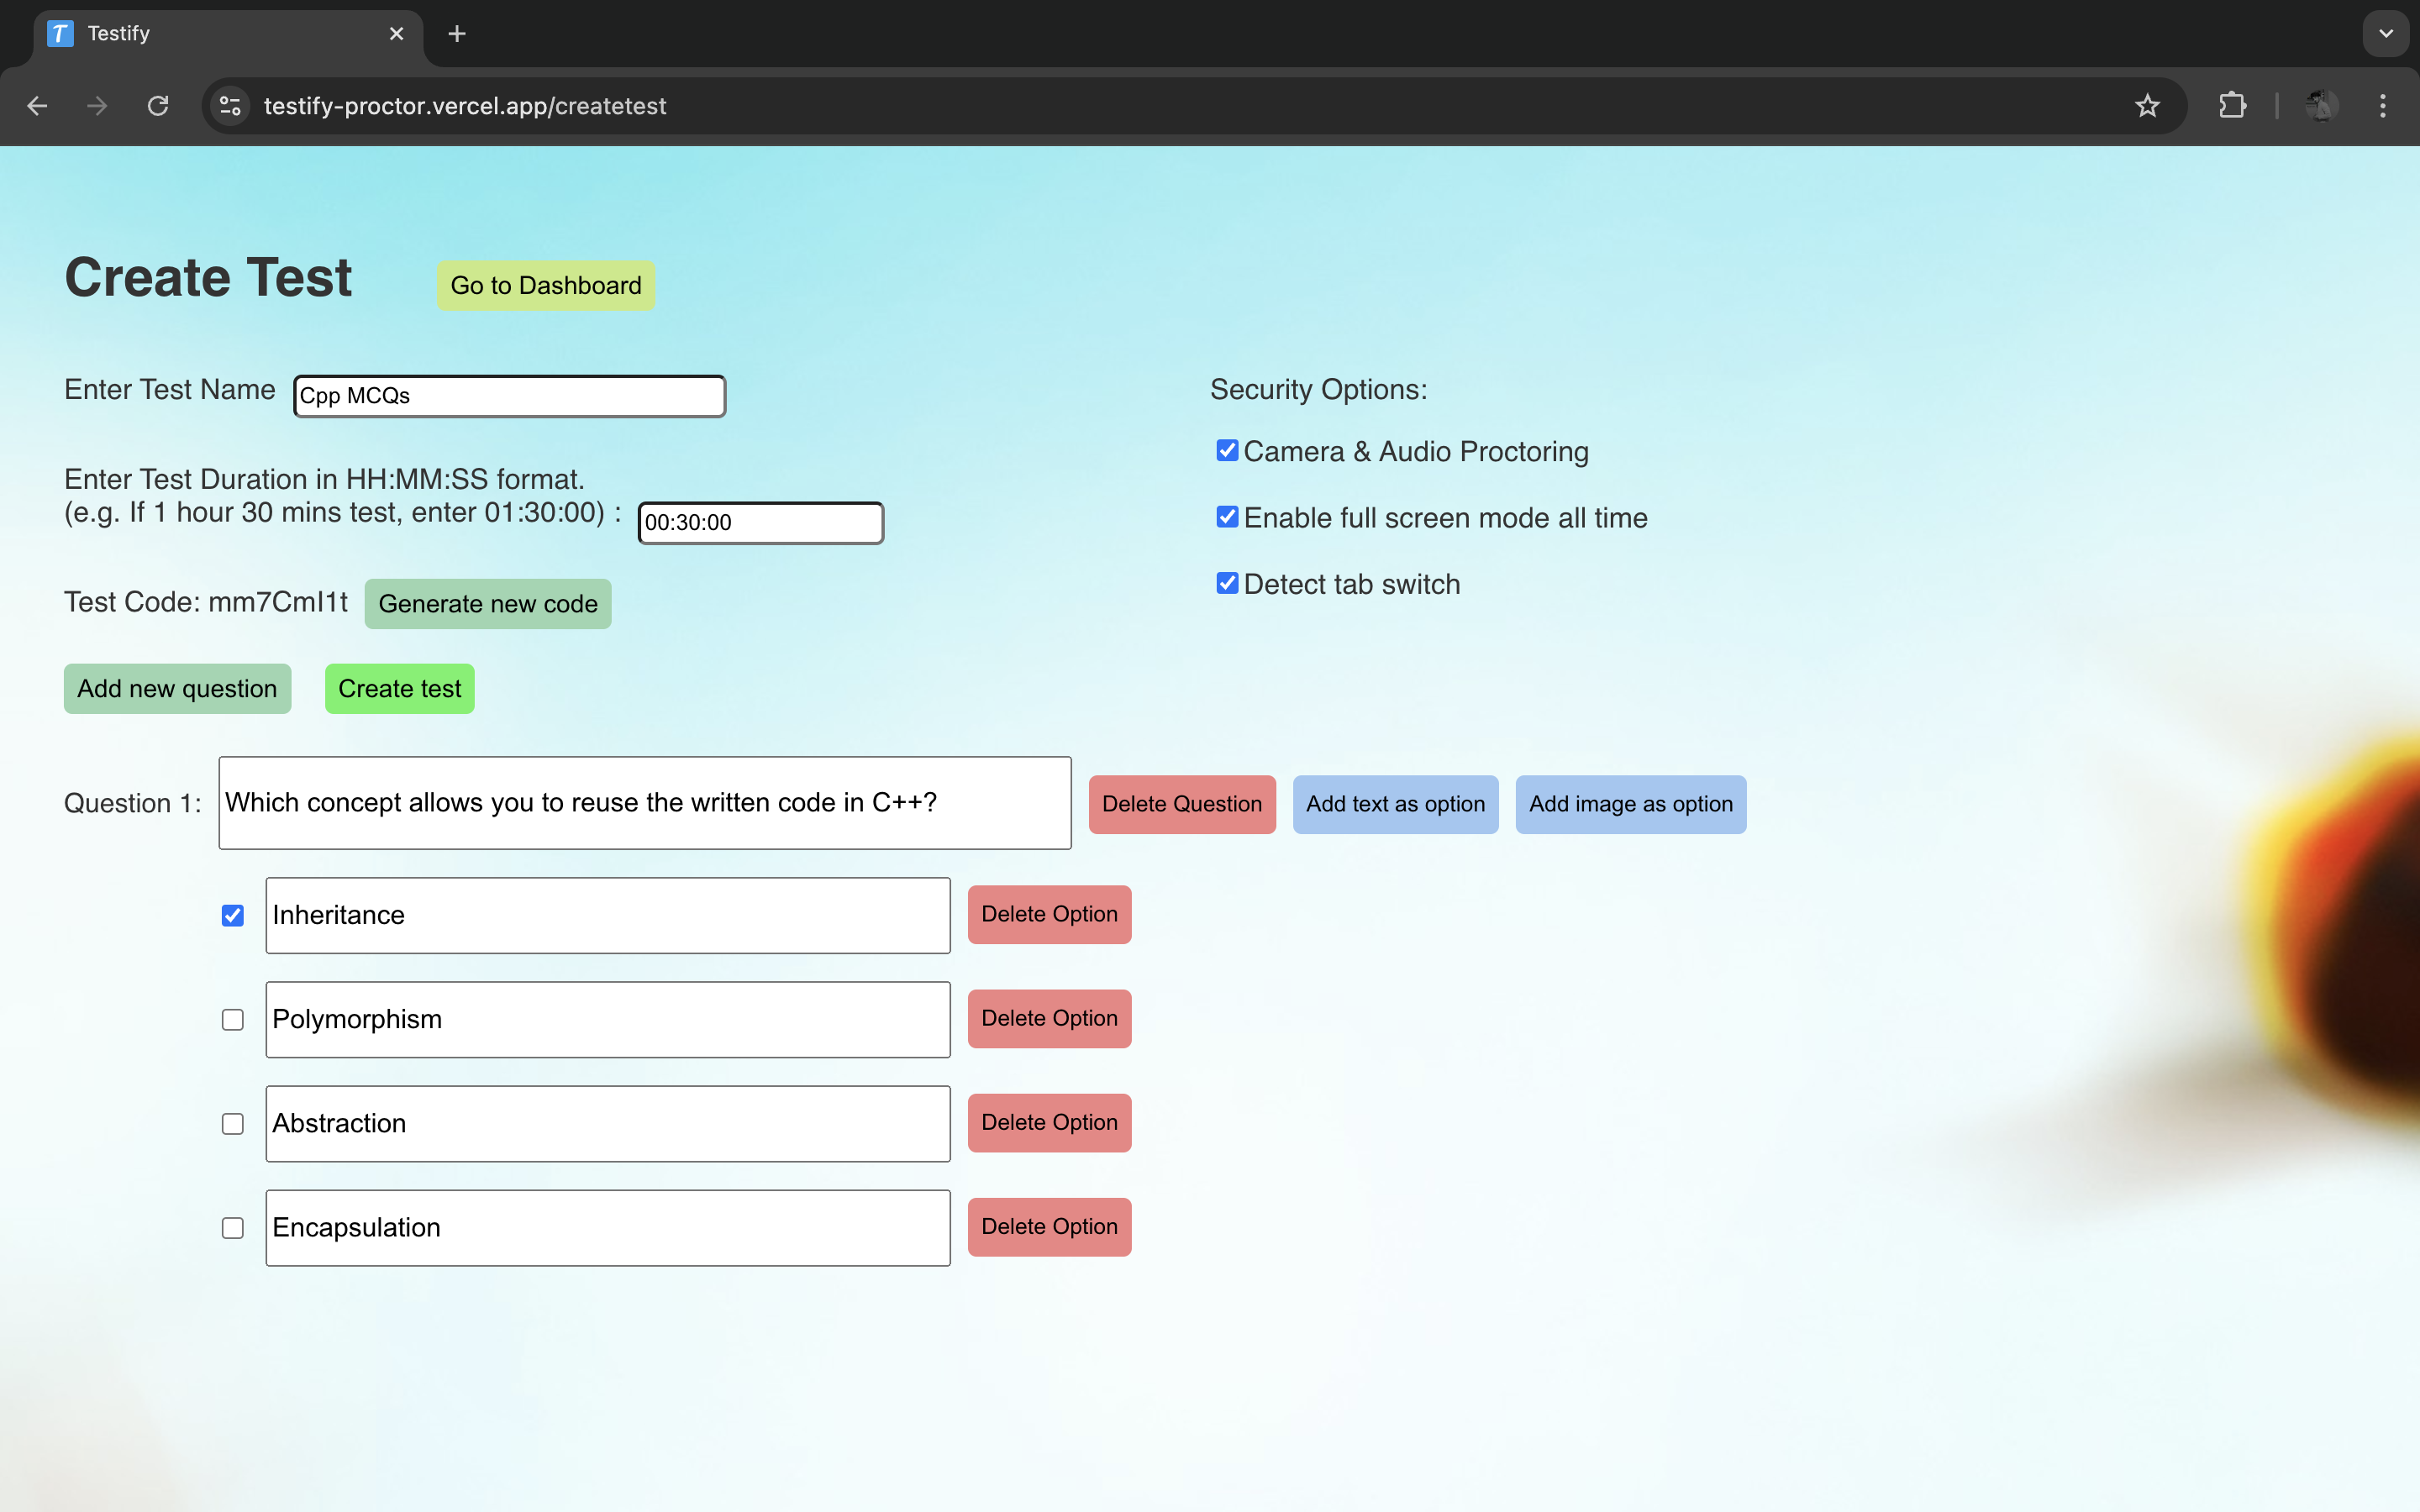 Testify
testify-proctor.vercel.app/createtest
Create Test
Go to Dashboard
Enter Test Name
Cpp MCQs
Enter Test Duration in HH:MM:SS format.
(e.g. If 1 hour 30 mins test, enter 01:30:00) :
00:30:00
Test Code: mm7CmI1t
Generate new code
Security Options:
Camera & Audio Proctoring
Enable full screen mode all time
Detect tab switch
Add new question
Create test
Question 1:
Which concept allows you to reuse the written code in C++?
Delete Question
Add text as option
Add image as option
Inheritance
Delete Option
Polymorphism
Delete Option
Abstraction
Delete Option
Encapsulation
Delete Option